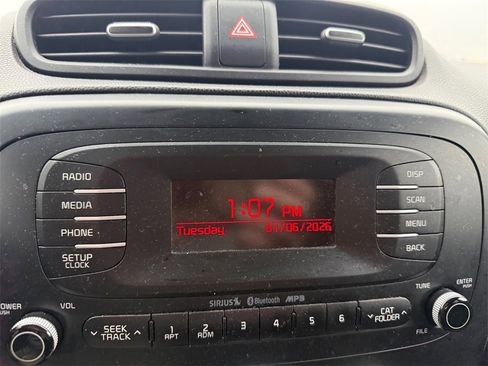 RADIO
MEDIA
PHONE
SETUP
CLOCK
1:07 PM
Tuesday 01/06/2026
DISP
SCAN
MENU
BACK
SIRIUS Bluetooth MP3
POWER
PUSH
VOL
SEEK
TRACK
1
RPT
2
RDM
3
4
5
6
CAT
FOLDER
TUNE
ENTER
PUSH
FILE